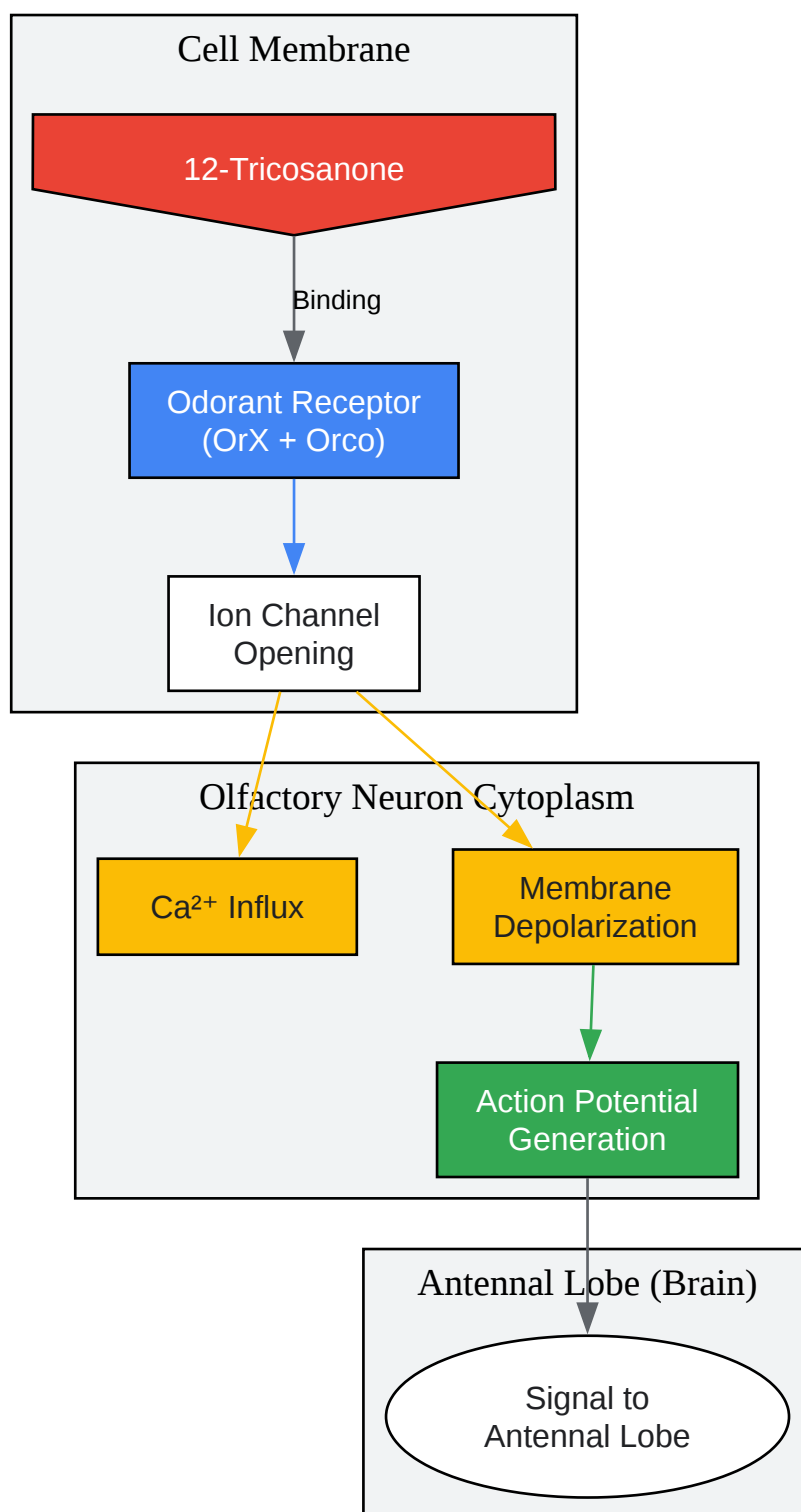 Cell Membrane
12-Tricosanone
Binding
Odorant Receptor
(OrX + Orco)
Ion Channel
Opening
Olfactory Neuron Cytoplasm
Ca²⁺ Influx
Membrane
Depolarization
Action Potential
Generation
Antennal Lobe (Brain)
Signal to
Antennal Lobe